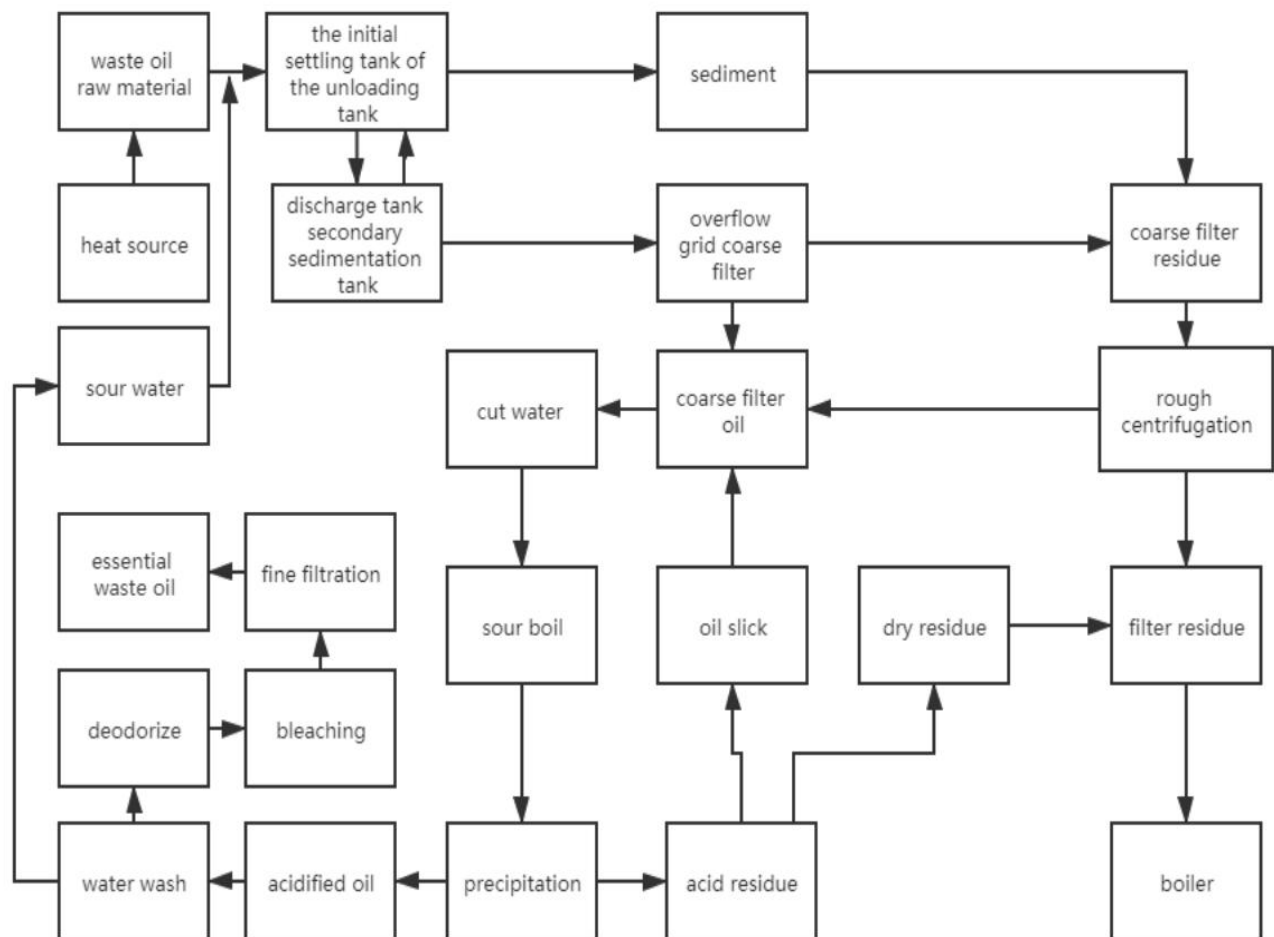 waste oil
raw material
the initial
settling tank of
the unloading
tank
sediment
heat source
discharge tank
secondary
sedimentation
tank
overflow
grid coarse
filter
coarse filter
residue
sour water
cut water
coarse filter
oil
rough
centrifugation
essential
waste oil
fine filtration
sour boil
oil slick
dry residue
filter residue
deodorize
bleaching
water wash
acidified oil
precipitation
acid residue
boiler